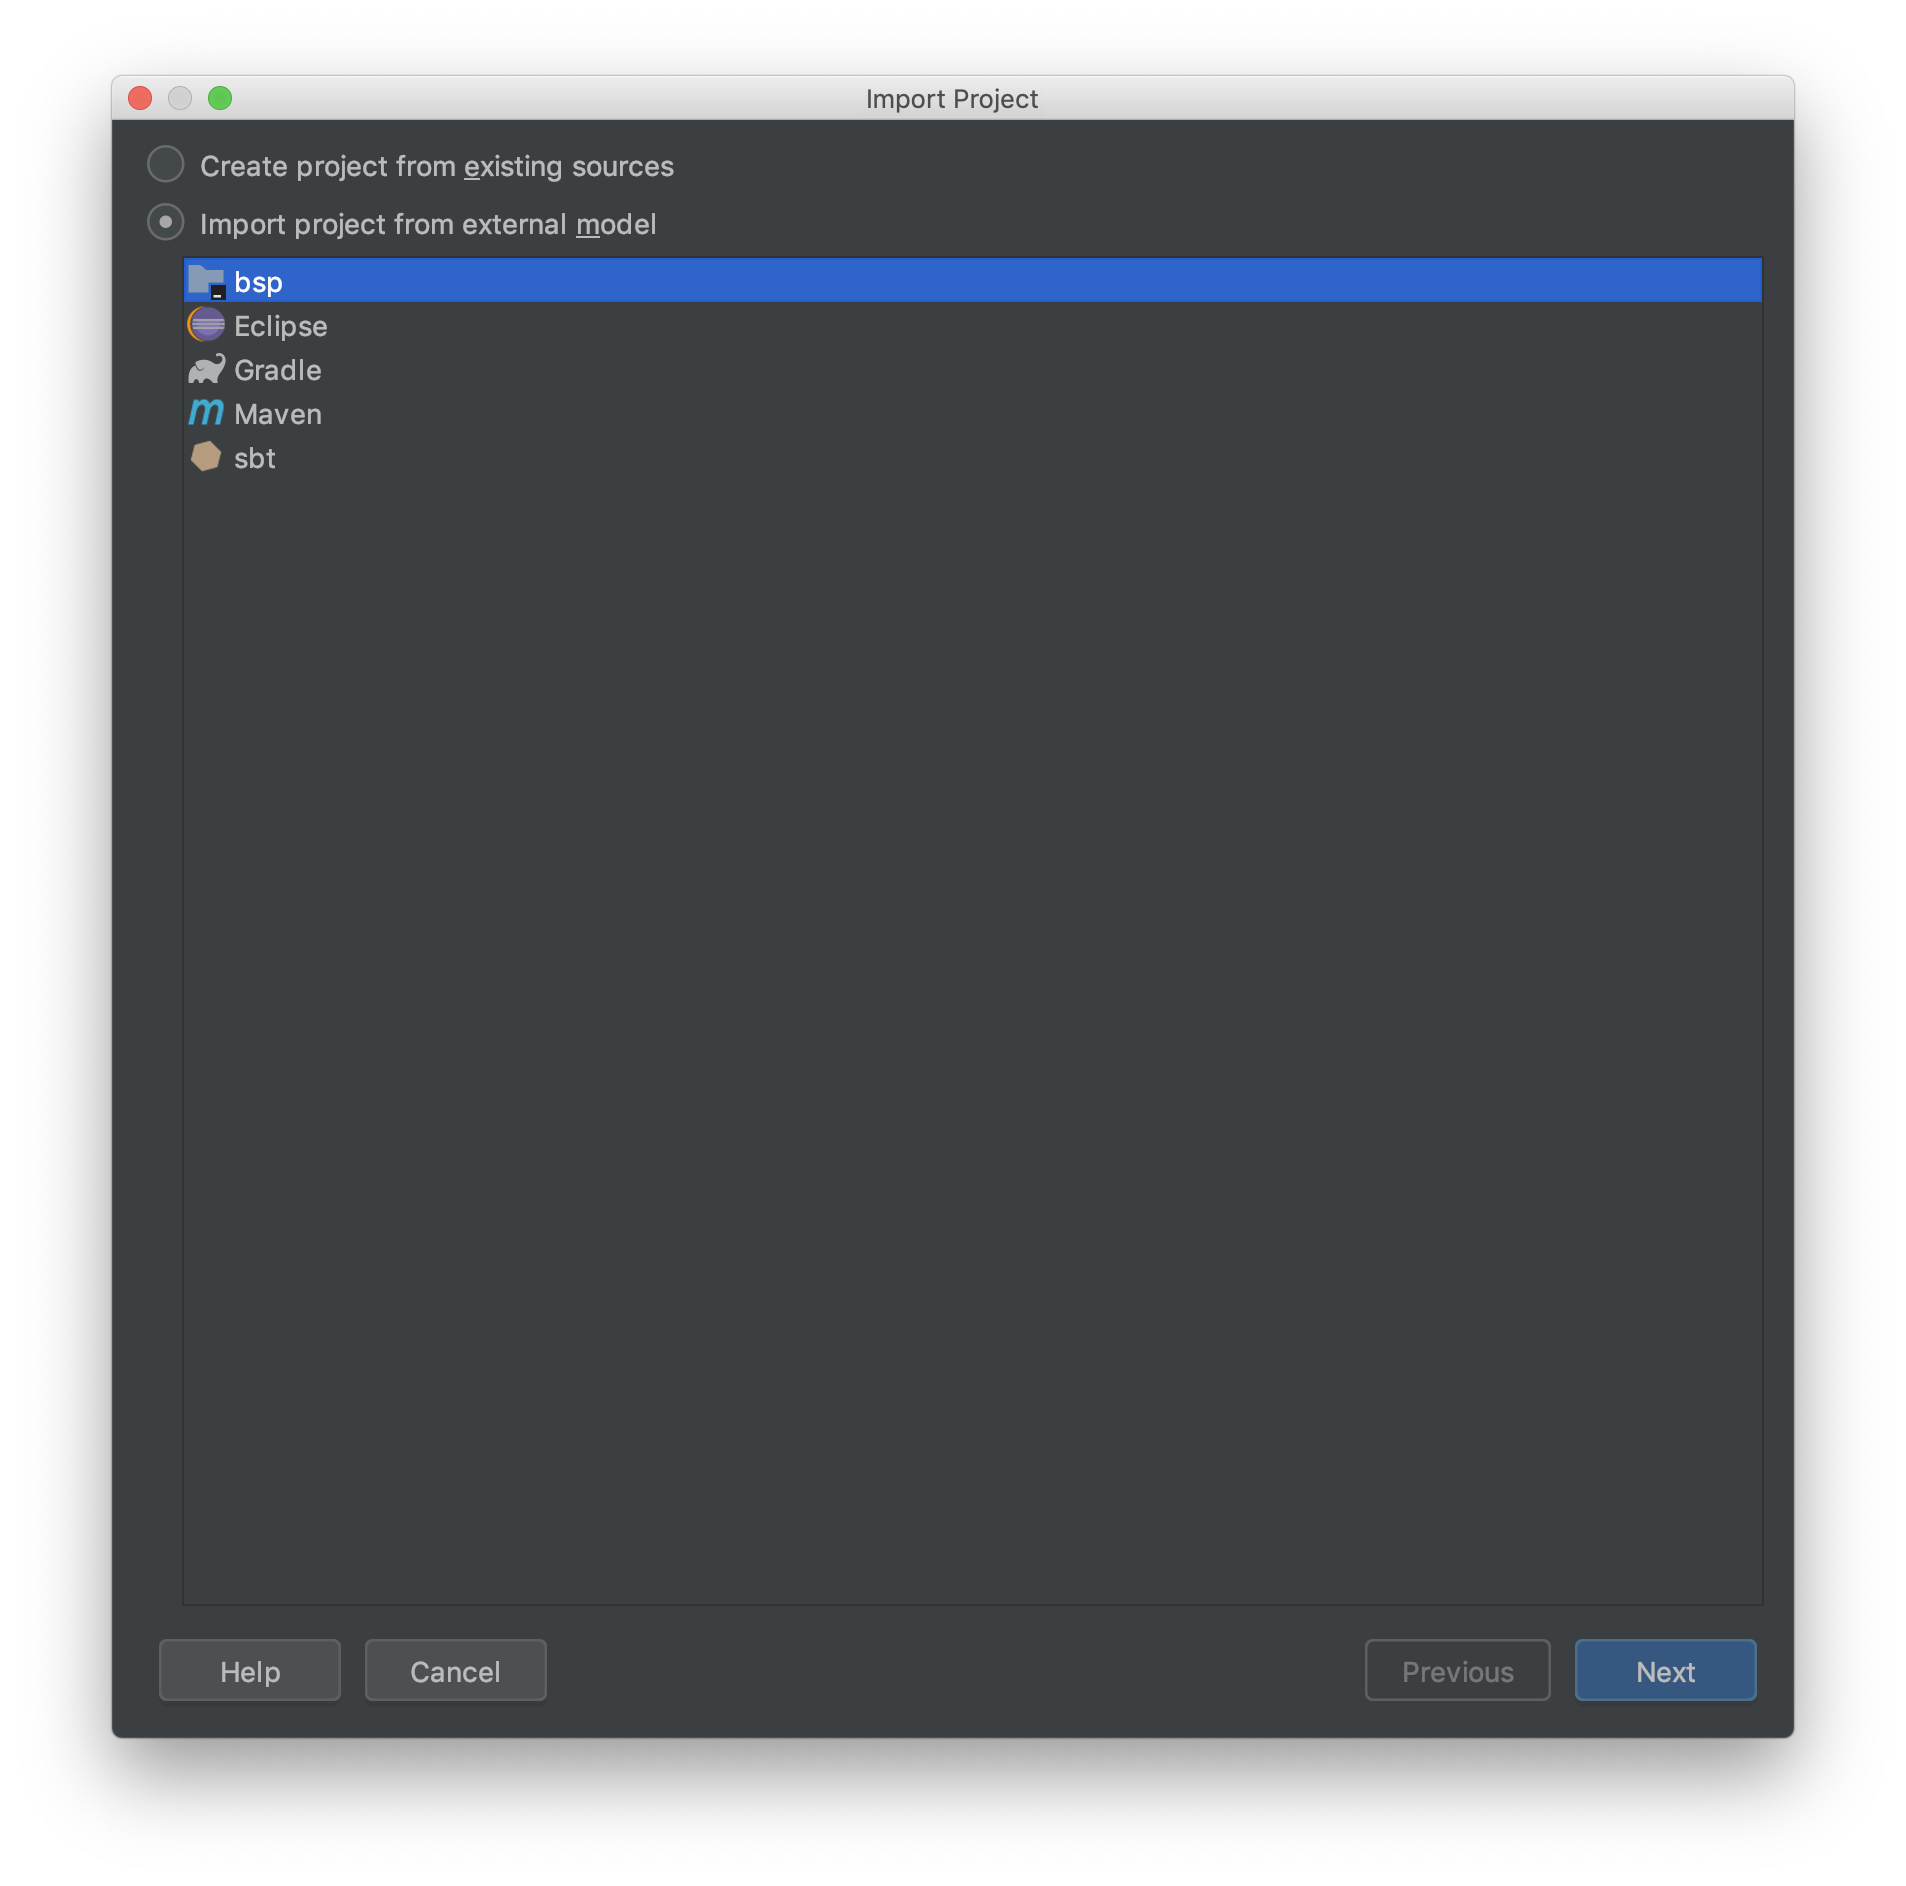 Import Project
Create project from existing sources
Import project from external model
bsp
Eclipse
Gradle
Maven
sbt
Help Cancel Previous Next